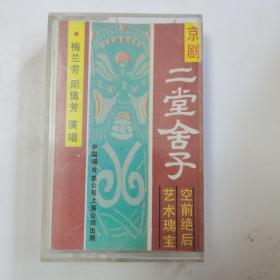 京剧
二堂舍子
空前绝后
艺术瑰宝
•梅兰芳 周信芳 演唱
中国唱片总公司上海公司出版